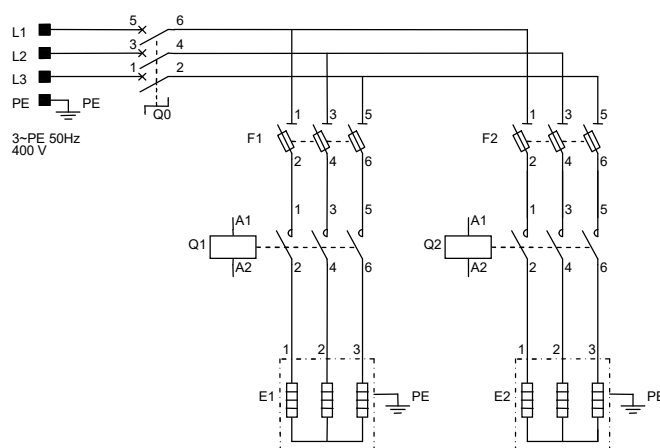 5 6
L1
3 4
L2
1 2
L3
PE PE
Q0
3~PE 50Hz
400 V
1 3 5 1 3 5
F1 F2
2 4 6 2 4 6
1 3 5 1 3 5
A1 A1
Q1 Q2
A2 2 4 6 A2 2 4 6
1 2 3 1 2 3
E1 PE E2 PE